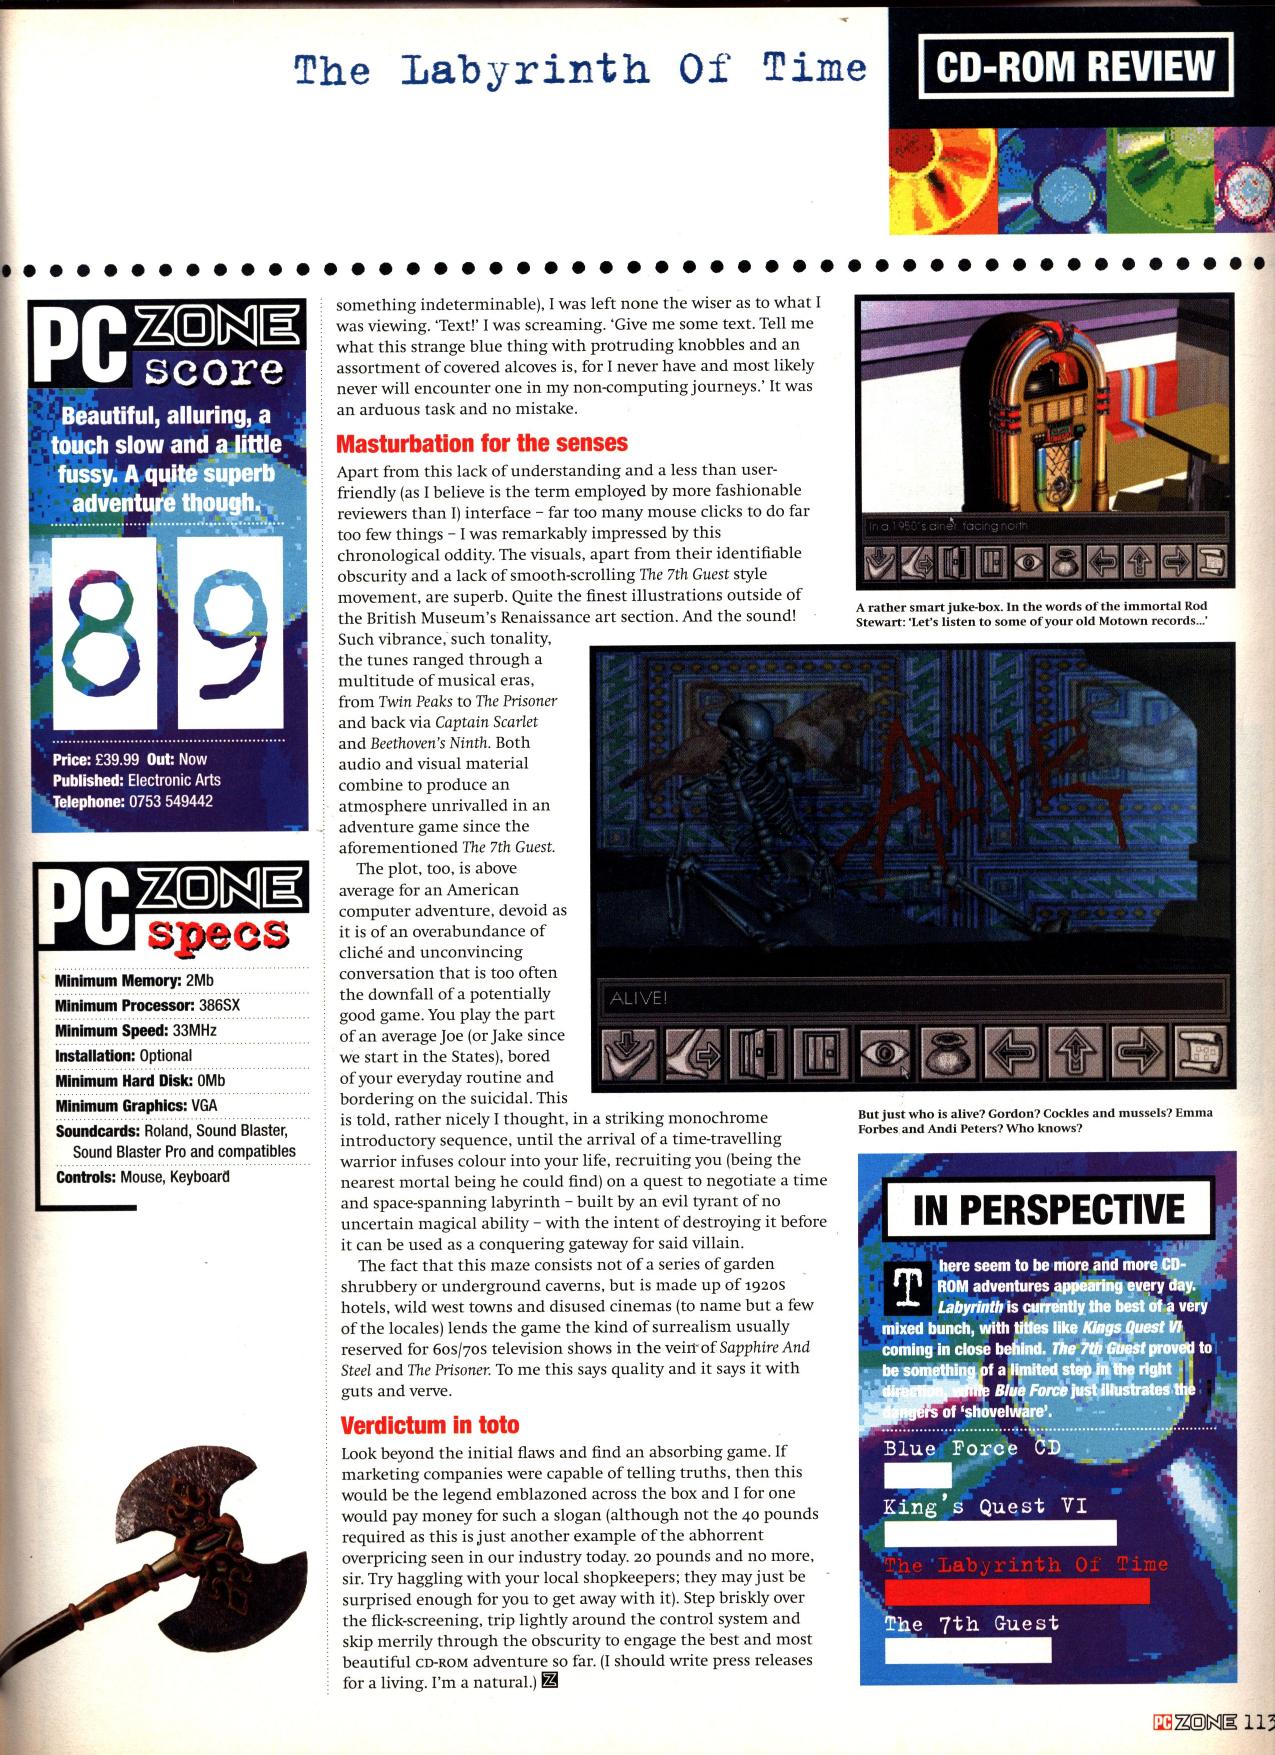 The Labyrinth Of Time
CD-ROM REVIEW
PC ZONE
score
Beautiful, alluring, a
touch slow and a little
fussy. A quite superb
adventure though.
89
Price: £39.99 Out: Now
Published: Electronic Arts
Telephone: 0753 549442
PC ZONE
specs
Minimum Memory: 2Mb
Minimum Processor: 386SX
Minimum Speed: 33MHz
Installation: Optional
Minimum Hard Disk: 0Mb
Minimum Graphics: VGA
Soundcards: Roland, Sound Blaster,
Sound Blaster Pro and compatibles
Controls: Mouse, Keyboard
something indeterminable), I was left none the wiser as to what I
was viewing. ‘Text!’ I was screaming. ‘Give me some text. Tell me
what this strange blue thing with protruding knobbles and an
assortment of covered alcoves is, for I never have and most likely
never will encounter one in my non-computing journeys.’ It was
an arduous task and no mistake.
Masturbation for the senses
Apart from this lack of understanding and a less than user-
friendly (as I believe is the term employed by more fashionable
reviewers than I) interface – far too many mouse clicks to do far
too few things – I was remarkably impressed by this
chronological oddity. The visuals, apart from their identifiable
obscurity and a lack of smooth-scrolling The 7th Guest style
movement, are superb. Quite the finest illustrations outside of
the British Museum's Renaissance art section. And the sound!
Such vibrance, such tonality,
the tunes ranged through a
multitude of musical eras,
from Twin Peaks to The Prisoner
and back via Captain Scarlet
and Beethoven's Ninth. Both
audio and visual material
combine to produce an
atmosphere unrivalled in an
adventure game since the
aforementioned The 7th Guest.
The plot, too, is above
average for an American
computer adventure, devoid as
it is of an overabundance of
cliché and unconvincing
conversation that is too often
the downfall of a potentially
good game. You play the part
of an average Joe (or Jake since
we start in the States), bored
of your everyday routine and
bordering on the suicidal. This
is told, rather nicely I thought, in a striking monochrome
introductory sequence, until the arrival of a time-travelling
warrior infuses colour into your life, recruiting you (being the
nearest mortal being he could find) on a quest to negotiate a time
and space-spanning labyrinth – built by an evil tyrant of no
uncertain magical ability – with the intent of destroying it before
it can be used as a conquering gateway for said villain.
The fact that this maze consists not of a series of garden
shrubbery or underground caverns, but is made up of 1920s
hotels, wild west towns and disused cinemas (to name but a few
of the locales) lends the game the kind of surrealism usually
reserved for 60s/70s television shows in the vein of Sapphire And
Steel and The Prisoner. To me this says quality and it says it with
guts and verve.
Verdictum in toto
Look beyond the initial flaws and find an absorbing game. If
marketing companies were capable of telling truths, then this
would be the legend emblazoned across the box and I for one
would pay money for such a slogan (although not the 40 pounds
required as this is just another example of the abhorrent
overpricing seen in our industry today. 20 pounds and no more,
sir. Try haggling with your local shopkeepers; they may just be
surprised enough for you to get away with it). Step briskly over
the flick-screening, trip lightly around the control system and
skip merrily through the obscurity to engage the best and most
beautiful CD-ROM adventure so far. (I should write press releases
for a living. I'm a natural.) Z
In a 1950's diner, facing north.
A rather smart juke-box. In the words of the immortal Rod
Stewart: ‘Let's listen to some of your old Motown records...’
ALIVE
ALIVE!
But just who is alive? Gordon? Cockles and mussels? Emma
Forbes and Andi Peters? Who knows?
IN PERSPECTIVE
There seem to be more and more CD-
ROM adventures appearing every day.
Labyrinth is currently the best of a very
mixed bunch, with titles like Kings Quest VI
coming in close behind. The 7th Guest proved to
be something of a limited step in the right
direction, while Blue Force just illustrates the
dangers of ‘shovelware’.
Blue Force CD
King's Quest VI
The Labyrinth Of Time
The 7th Guest
PC ZONE 113